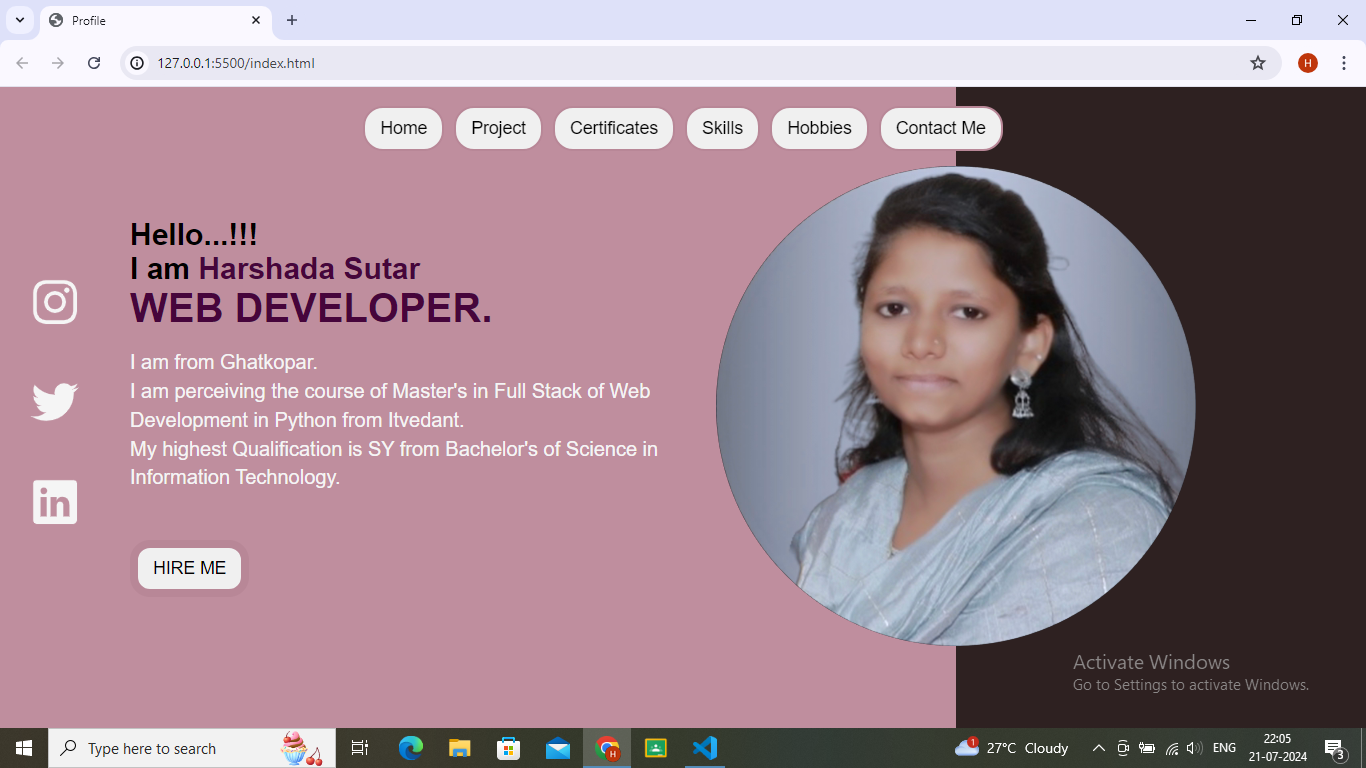 Profile
127.0.0.1:5500/index.html
H
Home Project Certificates Skills Hobbies Contact Me
Hello...!!!
I am Harshada Sutar
WEB DEVELOPER.
I am from Ghatkopar.
I am perceiving the course of Master's in Full Stack of Web
Development in Python from Itvedant.
My highest Qualification is SY from Bachelor's of Science in
Information Technology.
in
HIRE ME
Activate Windows
Go to Settings to activate Windows.
Type here to search
H
1
27°C Cloudy
ENG
22:05
21-07-2024
3